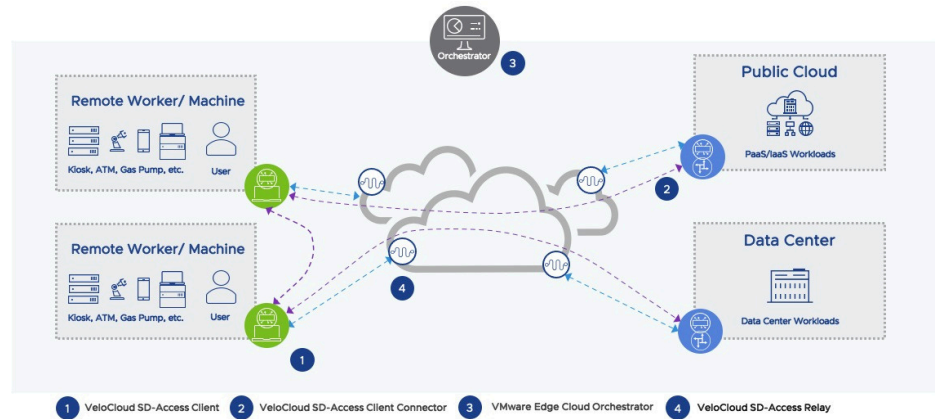 Orchestrator
3
Remote Worker/ Machine
Kiosk, ATM, Gas Pump, etc.
User
Public Cloud
PaaS/IaaS Workloads
2
Remote Worker/ Machine
Kiosk, ATM, Gas Pump, etc.
User
4
Data Center
Data Center Workloads
1
1 VeloCloud SD-Access Client 2 VeloCloud SD-Access Client Connector 3 VMware Edge Cloud Orchestrator 4 VeloCloud SD-Access Relay